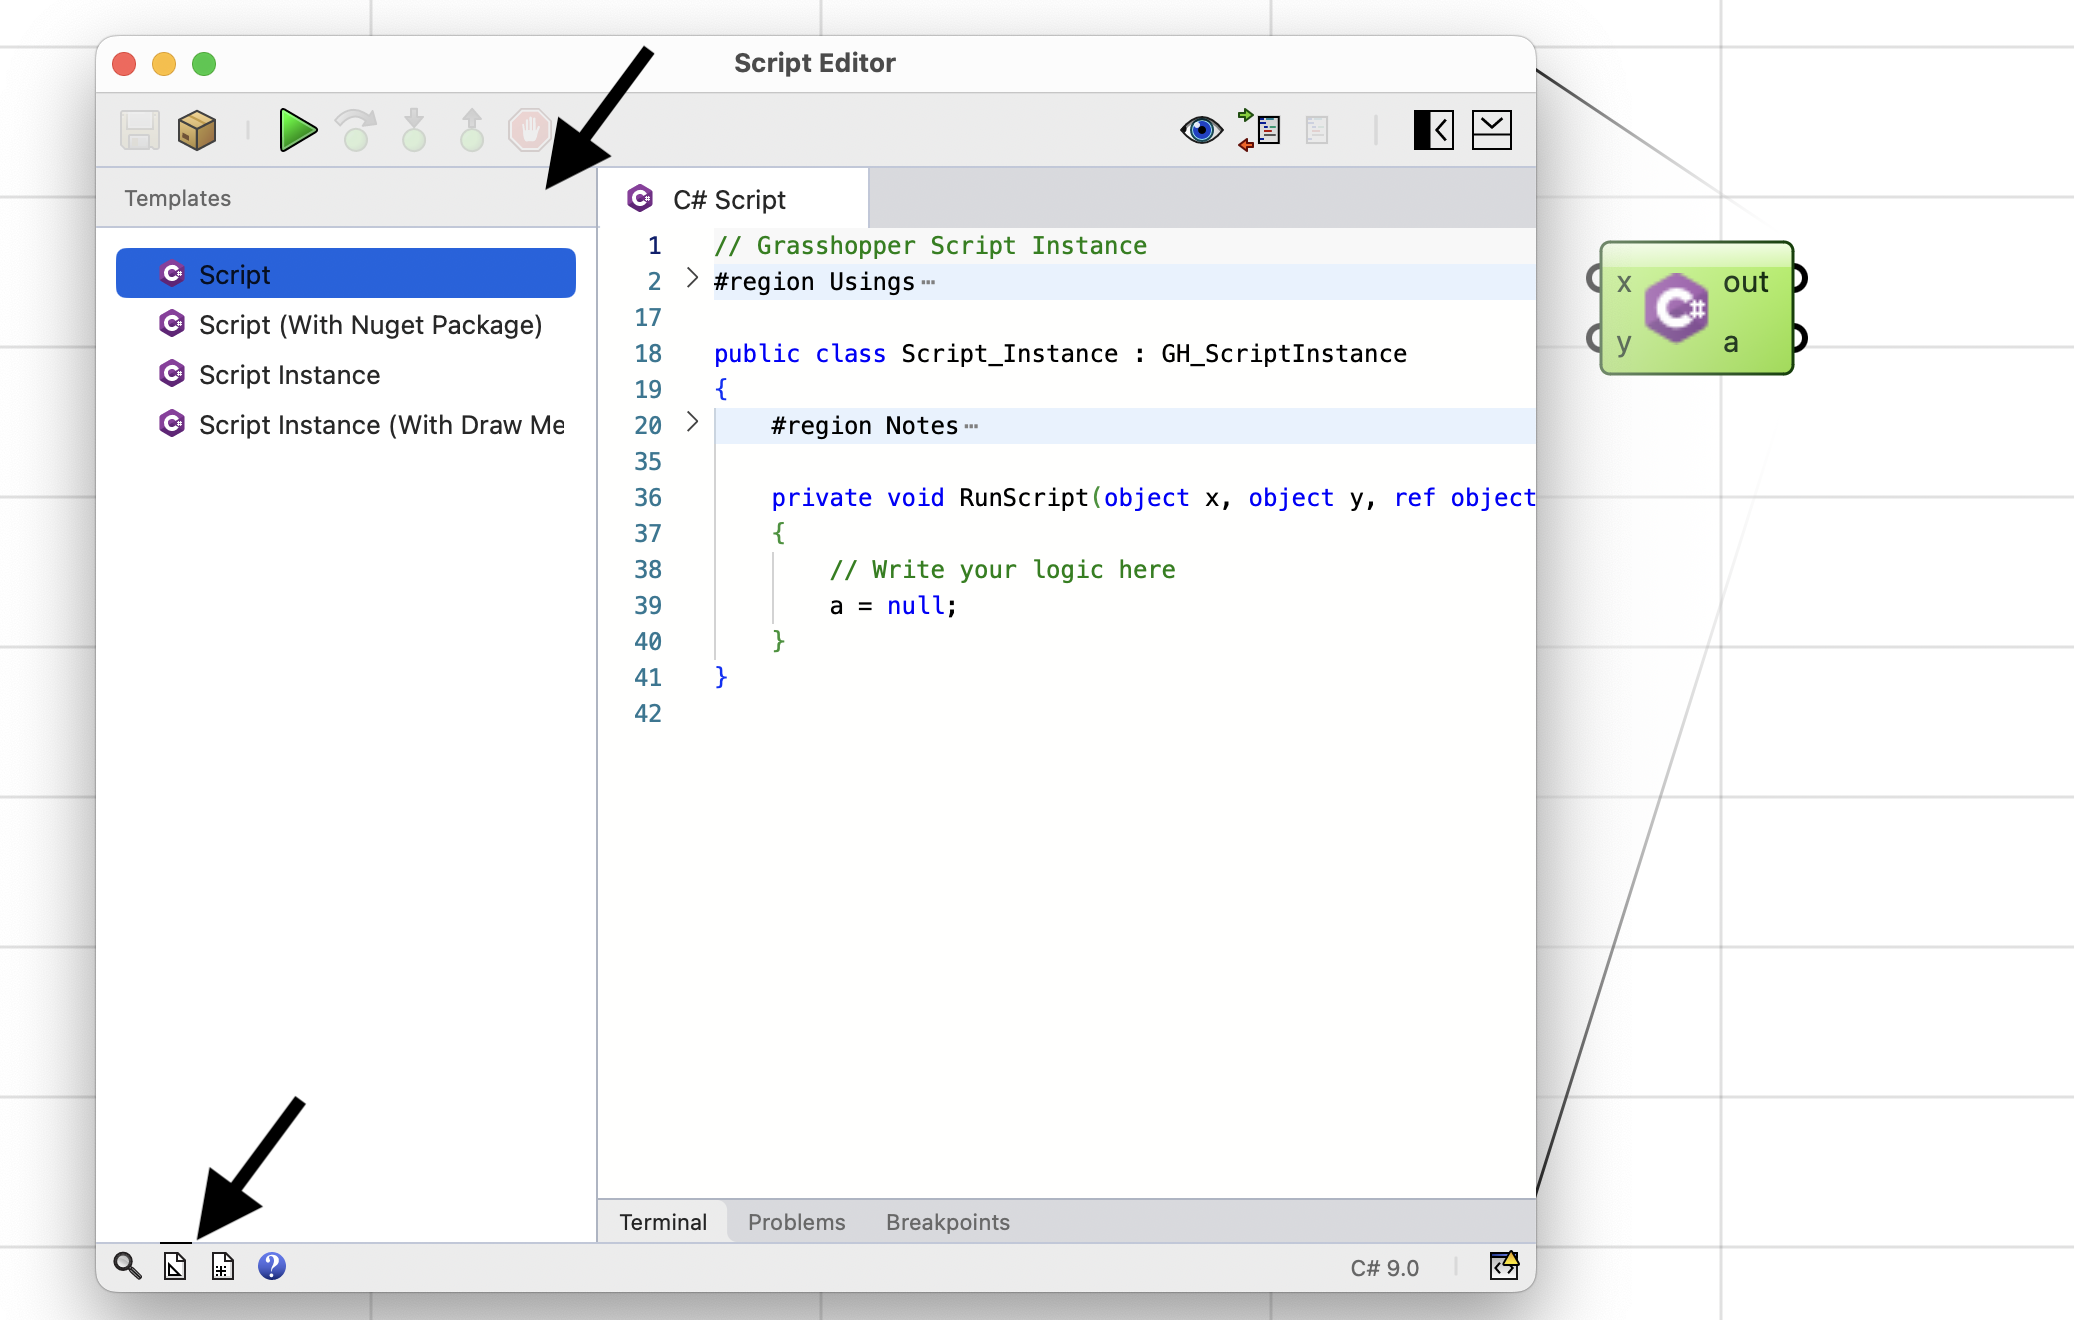 Script Editor
Templates
Script
Script (With Nuget Package)
Script Instance
Script Instance (With Draw Me
C# Script
1 // Grasshopper Script Instance
2 #region Usings
17
18 public class Script_Instance : GH_ScriptInstance
19 {
20 #region Notes
35
36 private void RunScript(object x, object y, ref object
37 {
38 // Write your logic here
39 a = null;
40 }
41 }
42
Terminal Problems Breakpoints
C# 9.0
x out
y a